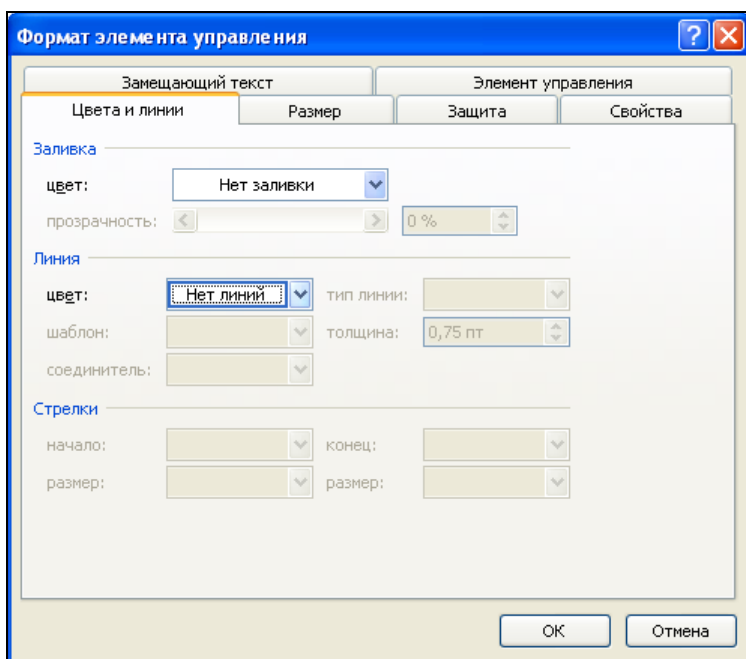 Формат элемента управления
Замещающий текст Элемент управления
Цвета и линии Размер Защита Свойства
Заливка
цвет: Нет заливки
прозрачность: 0 %
Линия
цвет: Нет линий тип линии:
шаблон: толщина: 0,75 пт
соединитель:
Стрелки
начало: конец:
размер: размер:
ОК Отмена